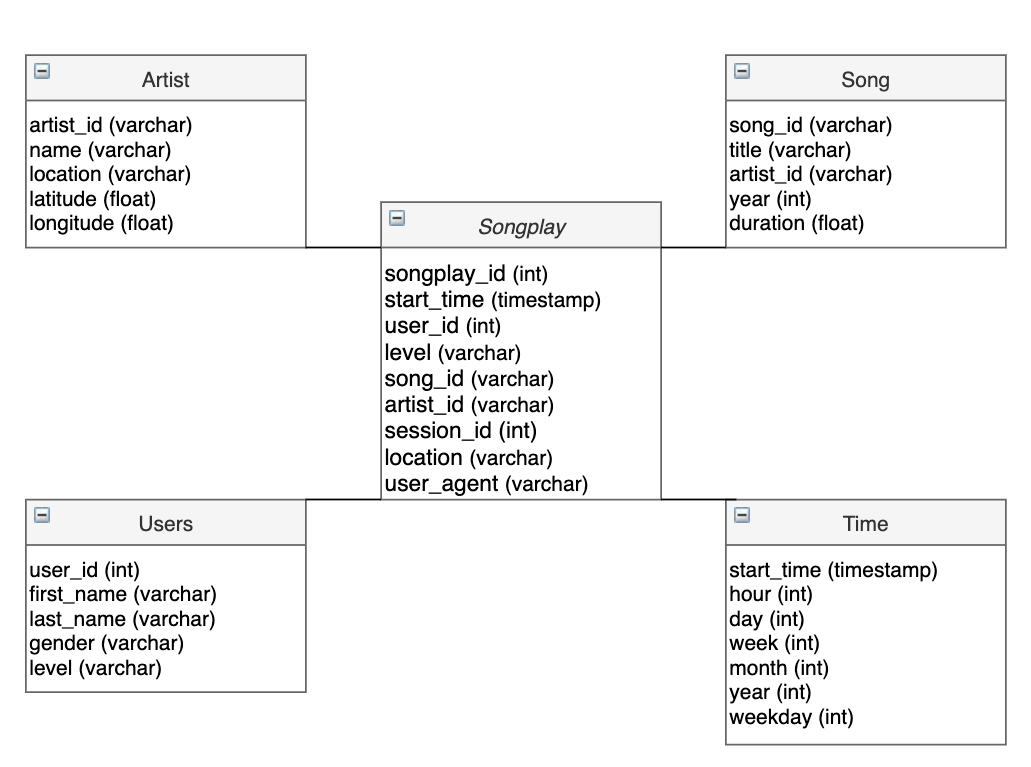 Artist
artist_id (varchar)
name (varchar)
location (varchar)
latitude (float)
longitude (float)
Song
song_id (varchar)
title (varchar)
artist_id (varchar)
year (int)
duration (float)
Songplay
songplay_id (int)
start_time (timestamp)
user_id (int)
level (varchar)
song_id (varchar)
artist_id (varchar)
session_id (int)
location (varchar)
user_agent (varchar)
Users
user_id (int)
first_name (varchar)
last_name (varchar)
gender (varchar)
level (varchar)
Time
start_time (timestamp)
hour (int)
day (int)
week (int)
month (int)
year (int)
weekday (int)